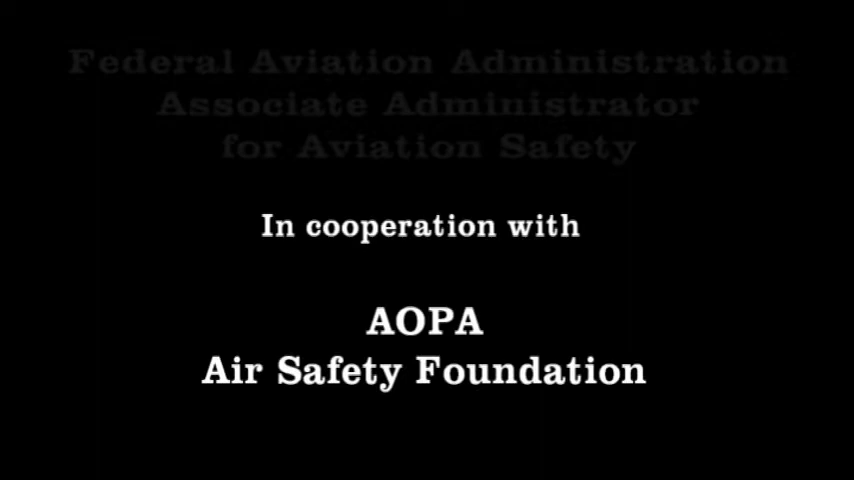 Federal Aviation Administration
Associate Administrator
for Aviation Safety
In cooperation with
AOPA
Air Safety Foundation